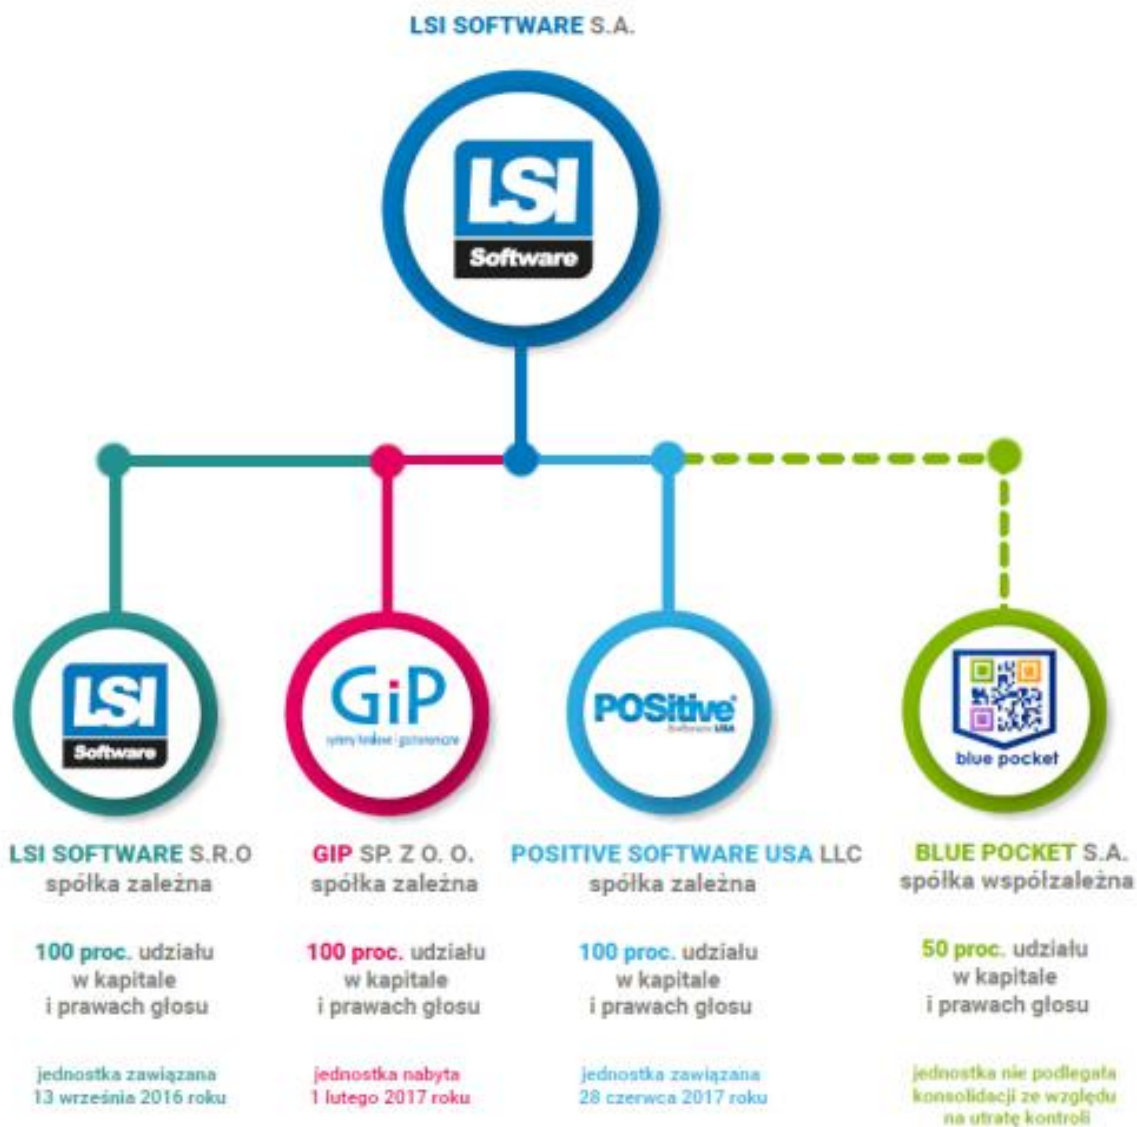 LSI SOFTWARE S.A.
LSI
Software
LSI
Software
GiP
POSitive
Software USA
blue pocket
LSI SOFTWARE S.R.O
spółka zależna
100 proc. udziału
w kapitale
i prawach głosu
jednostka zawiązana
13 września 2016 roku
GIP SP. Z O. O.
spółka zależna
100 proc. udziału
w kapitale
i prawach głosu
jednostka nabyta
1 lutego 2017 roku
POSITIVE SOFTWARE USA LLC
spółka zależna
100 proc. udziału
w kapitale
i prawach głosu
jednostka zawiązana
28 czerwca 2017 roku
BLUE POCKET S.A.
spółka współzależna
50 proc. udziału
w kapitale
i prawach głosu
jednostka nie podlegała
konsolidacji ze względu
na utratę kontroli